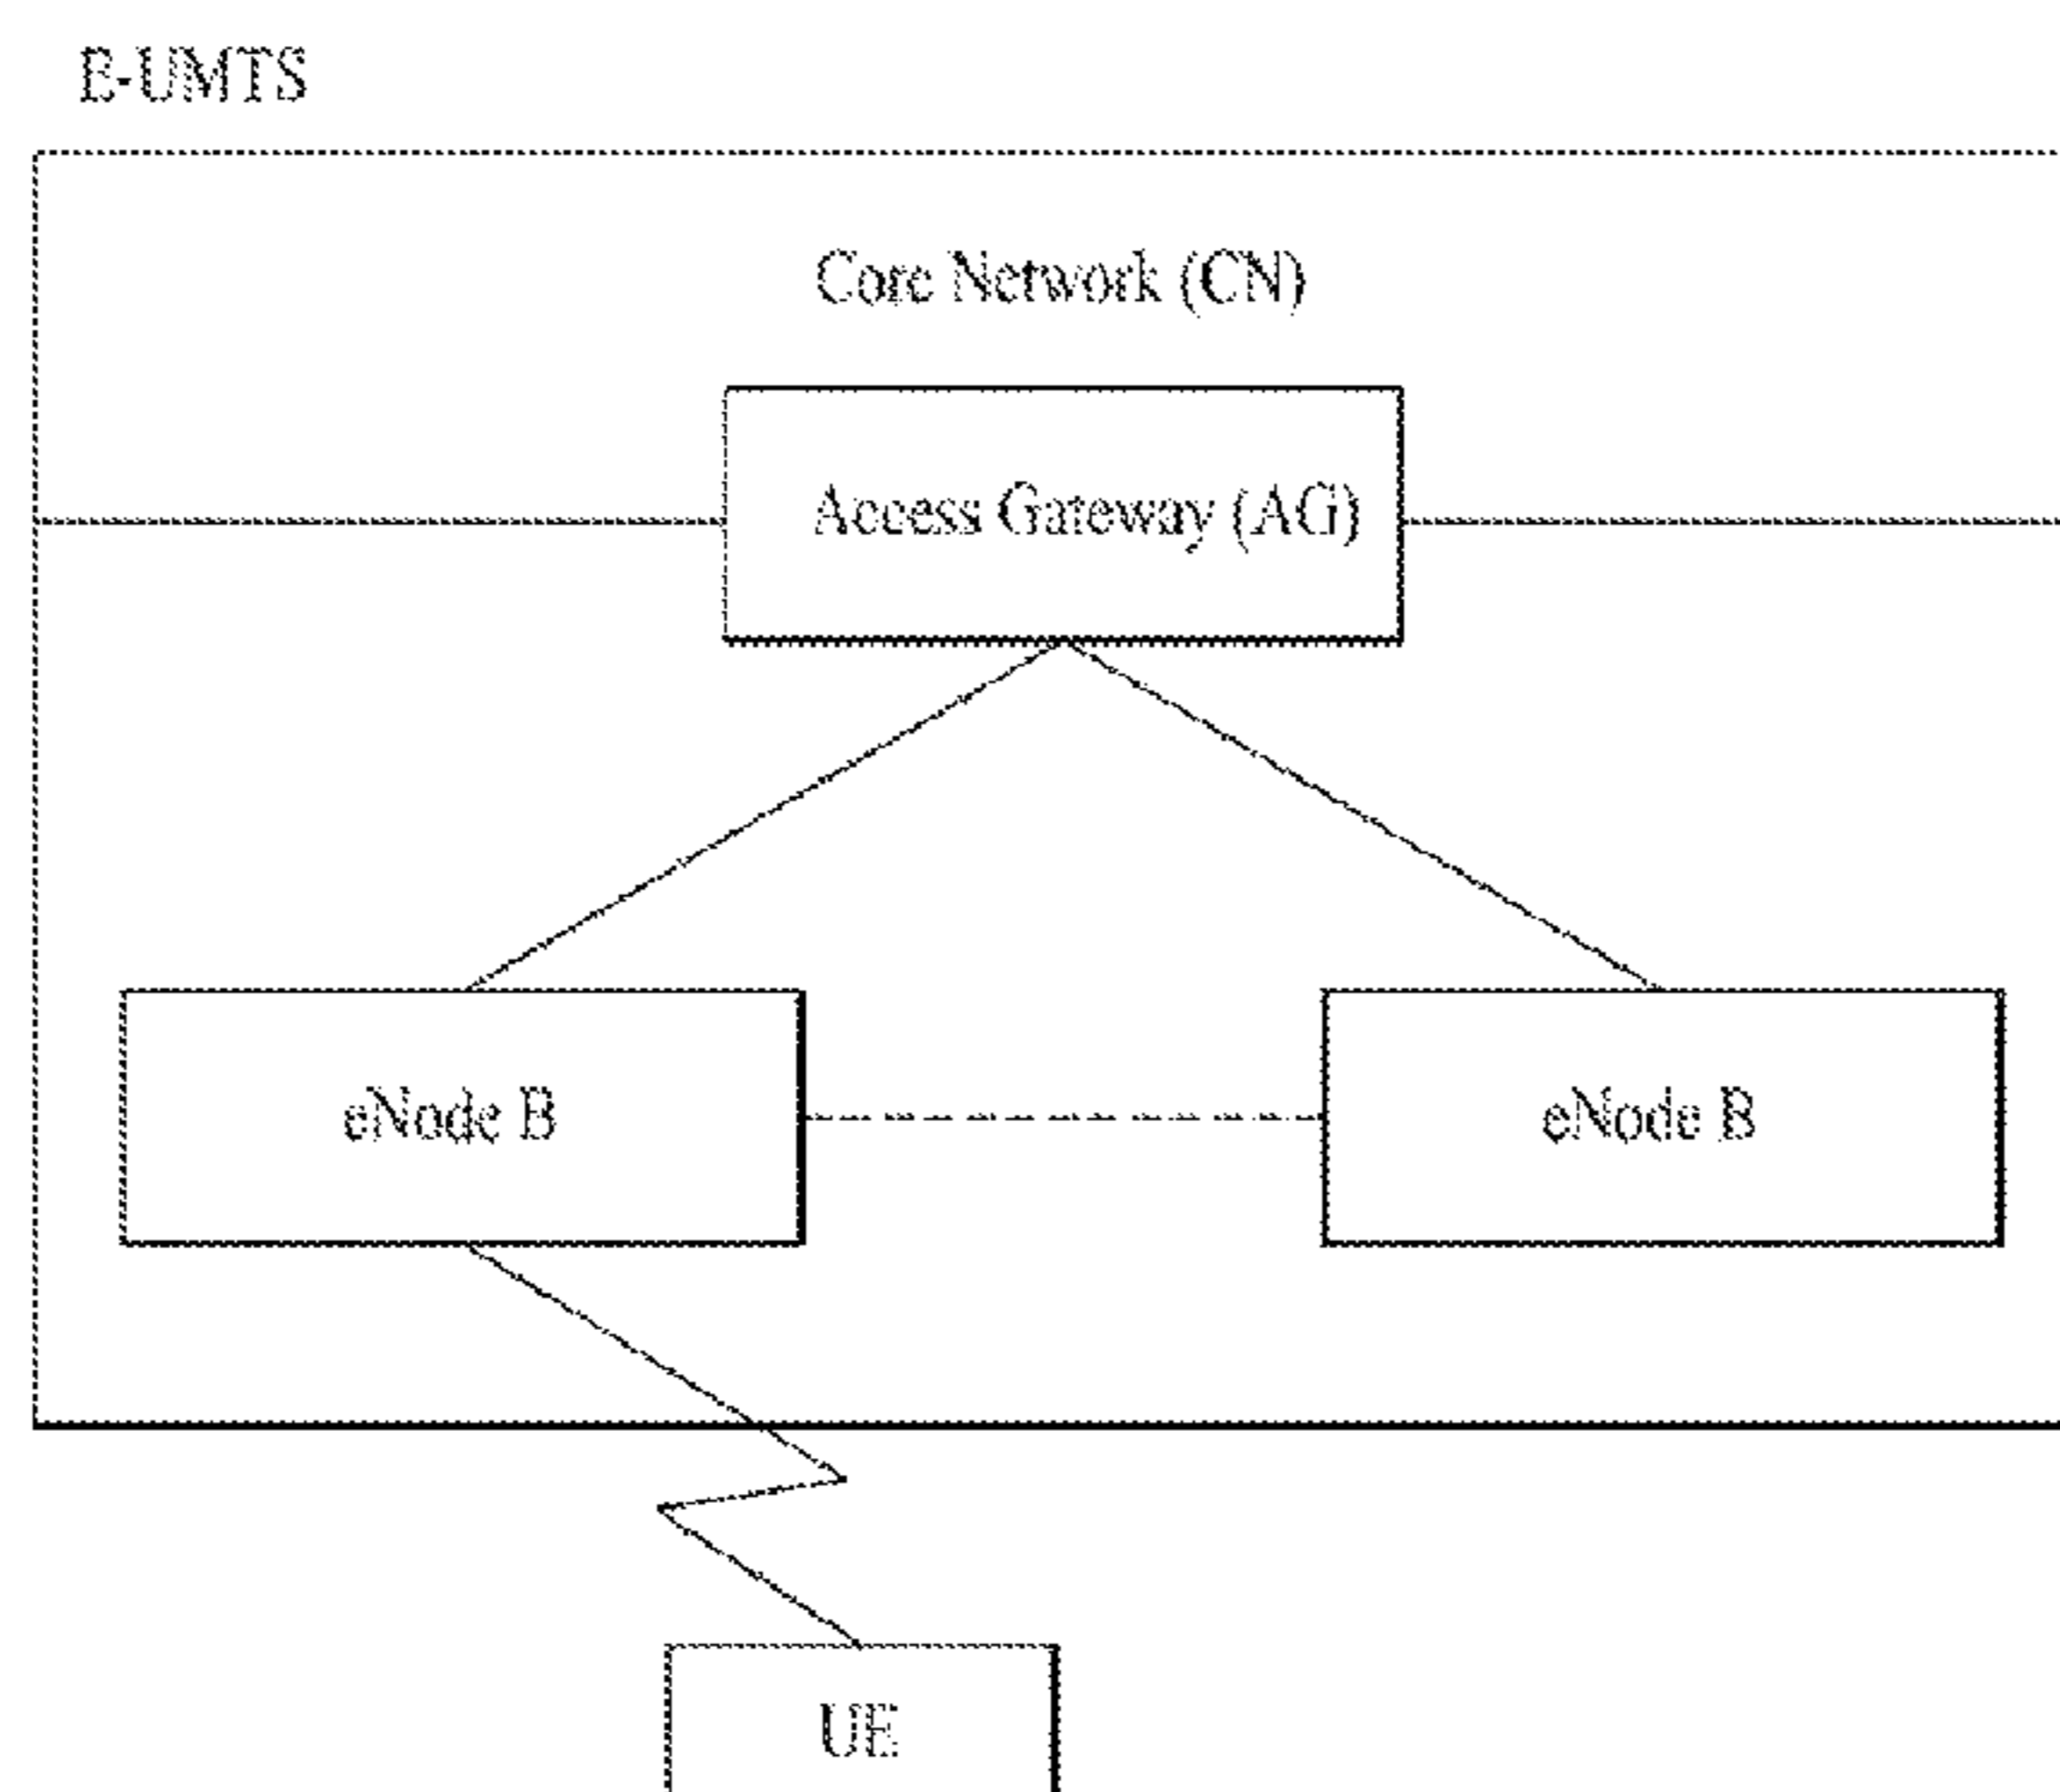 E-UMTS
Core Network (CN)
Access Gateway (AG)
eNode B
eNode B
UE